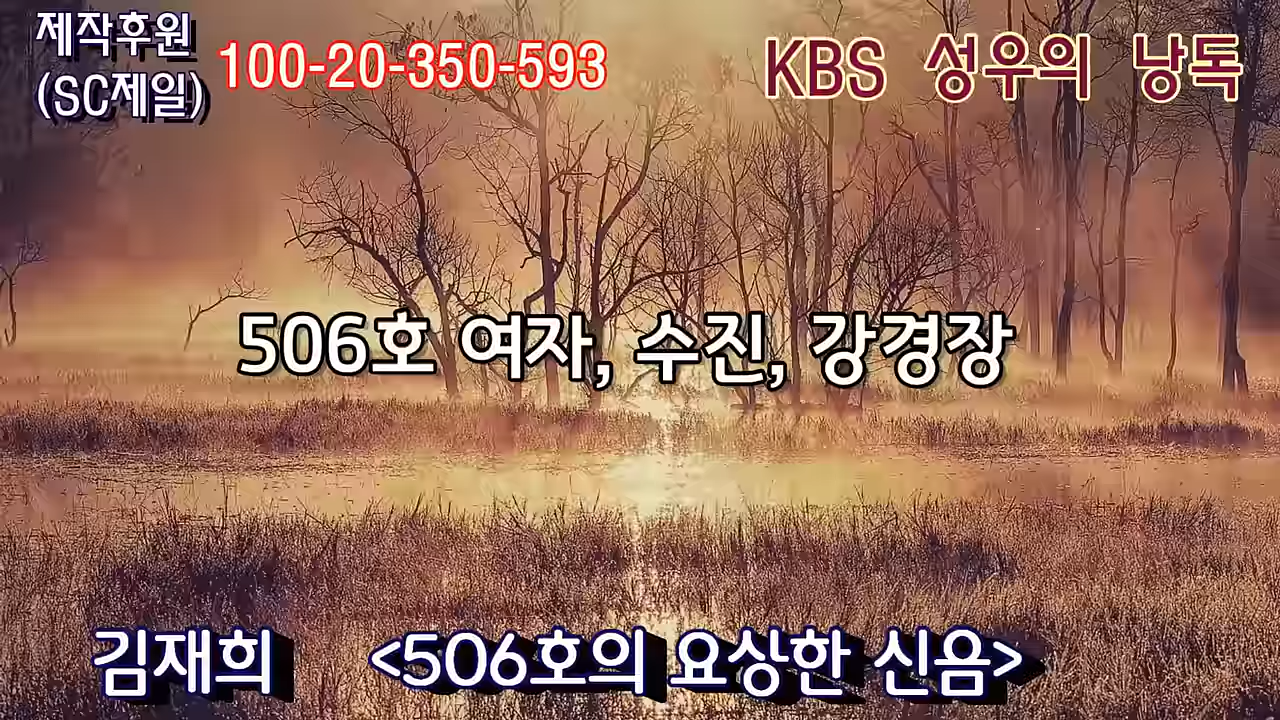 제작후원
(SC제일)
100-20-350-593
KBS 성우의 낭독
506호 여자, 수진, 강경장
김재희 <506호의 요상한 신음>